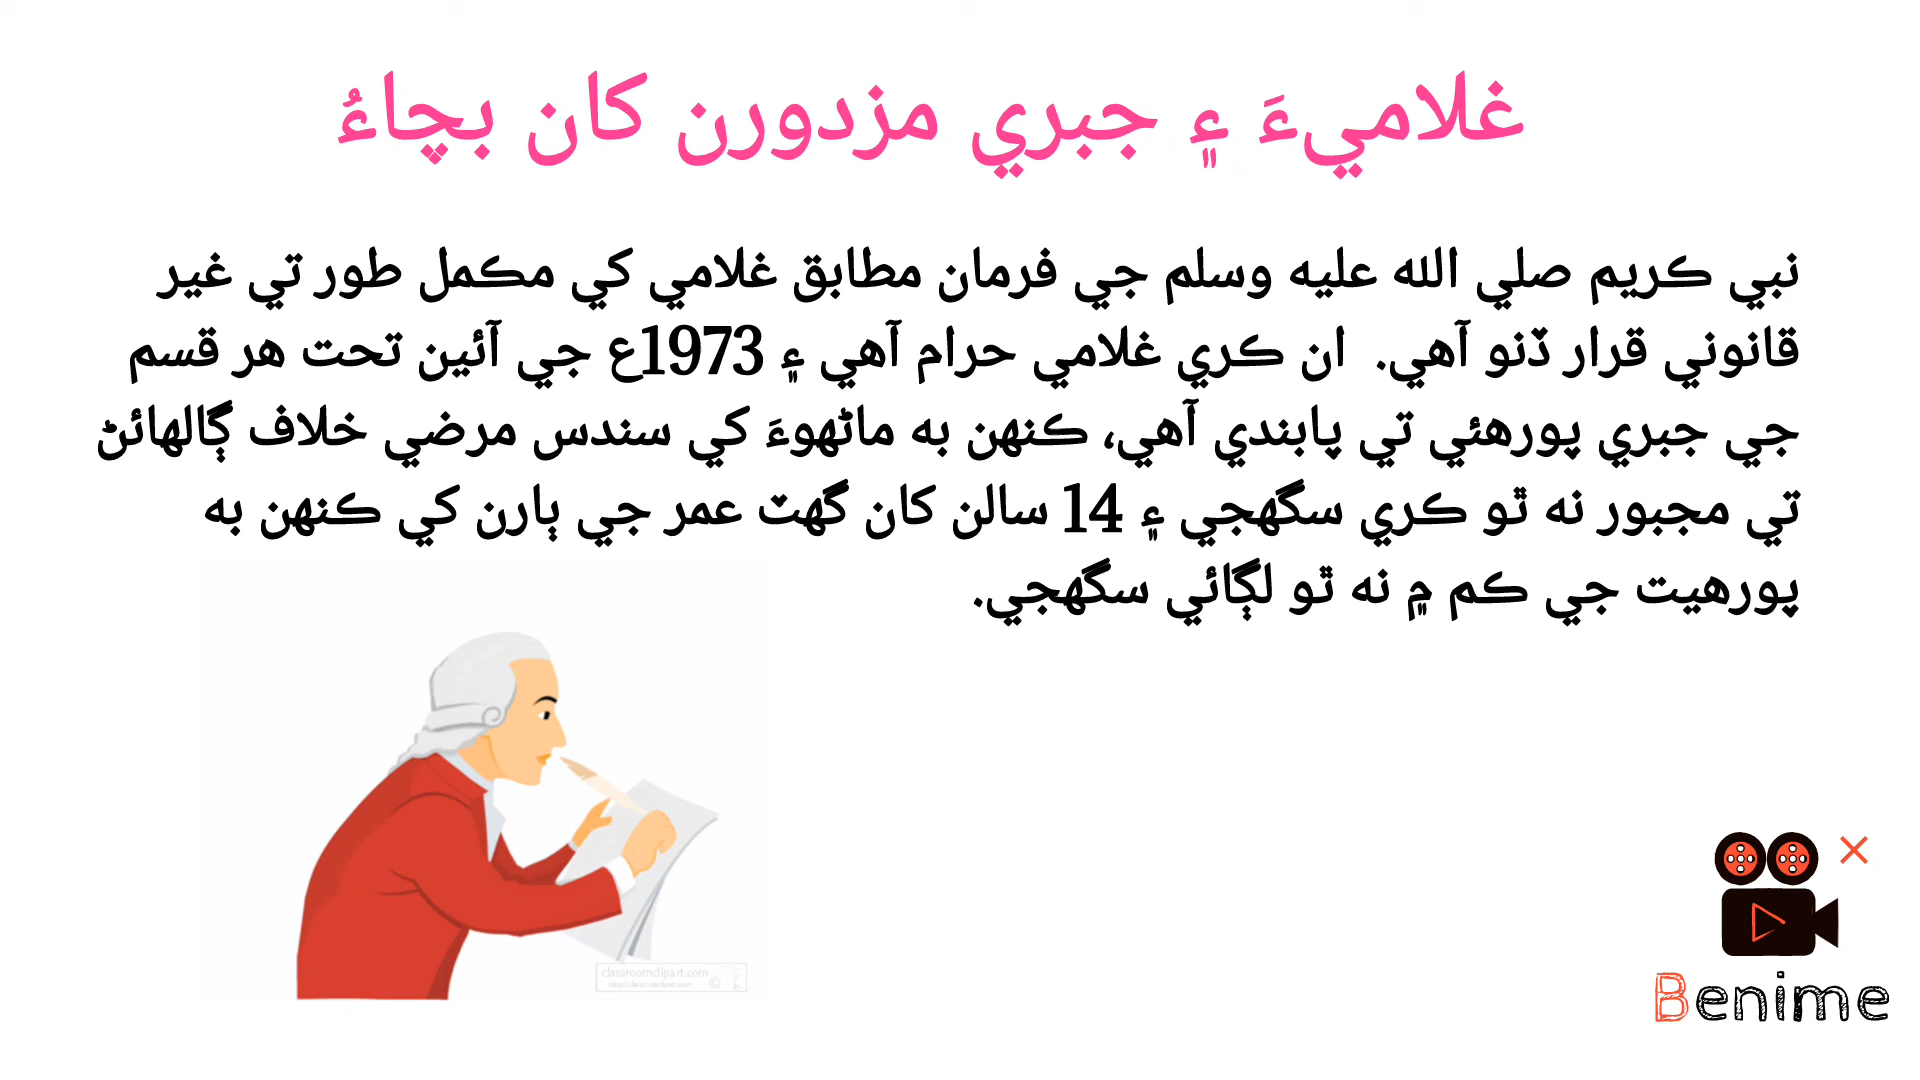 غلاميءَ ۽ جبري مزدورن کان بچاءُ
نبي ڪريم صلي الله عليه وسلم جي فرمان مطابق غلامي کي مڪمل طور تي غير
قانوني قرار ڏنو آهي.  ان ڪري غلامي حرام آهي ۽ 1973ع جي آئين تحت هر قسم
جي جبري پورهئي تي پابندي آهي، ڪنهن به ماڻهوءَ کي سندس مرضي خلاف ڳالهائڻ
تي مجبور نه ٿو ڪري سگهجي ۽ 14 سالن کان گهٽ عمر جي ٻارن کي ڪنهن به
پورهيت جي ڪم ۾ نه ٿو لڳائي سگهجي.
classroomclipart.com
Benime